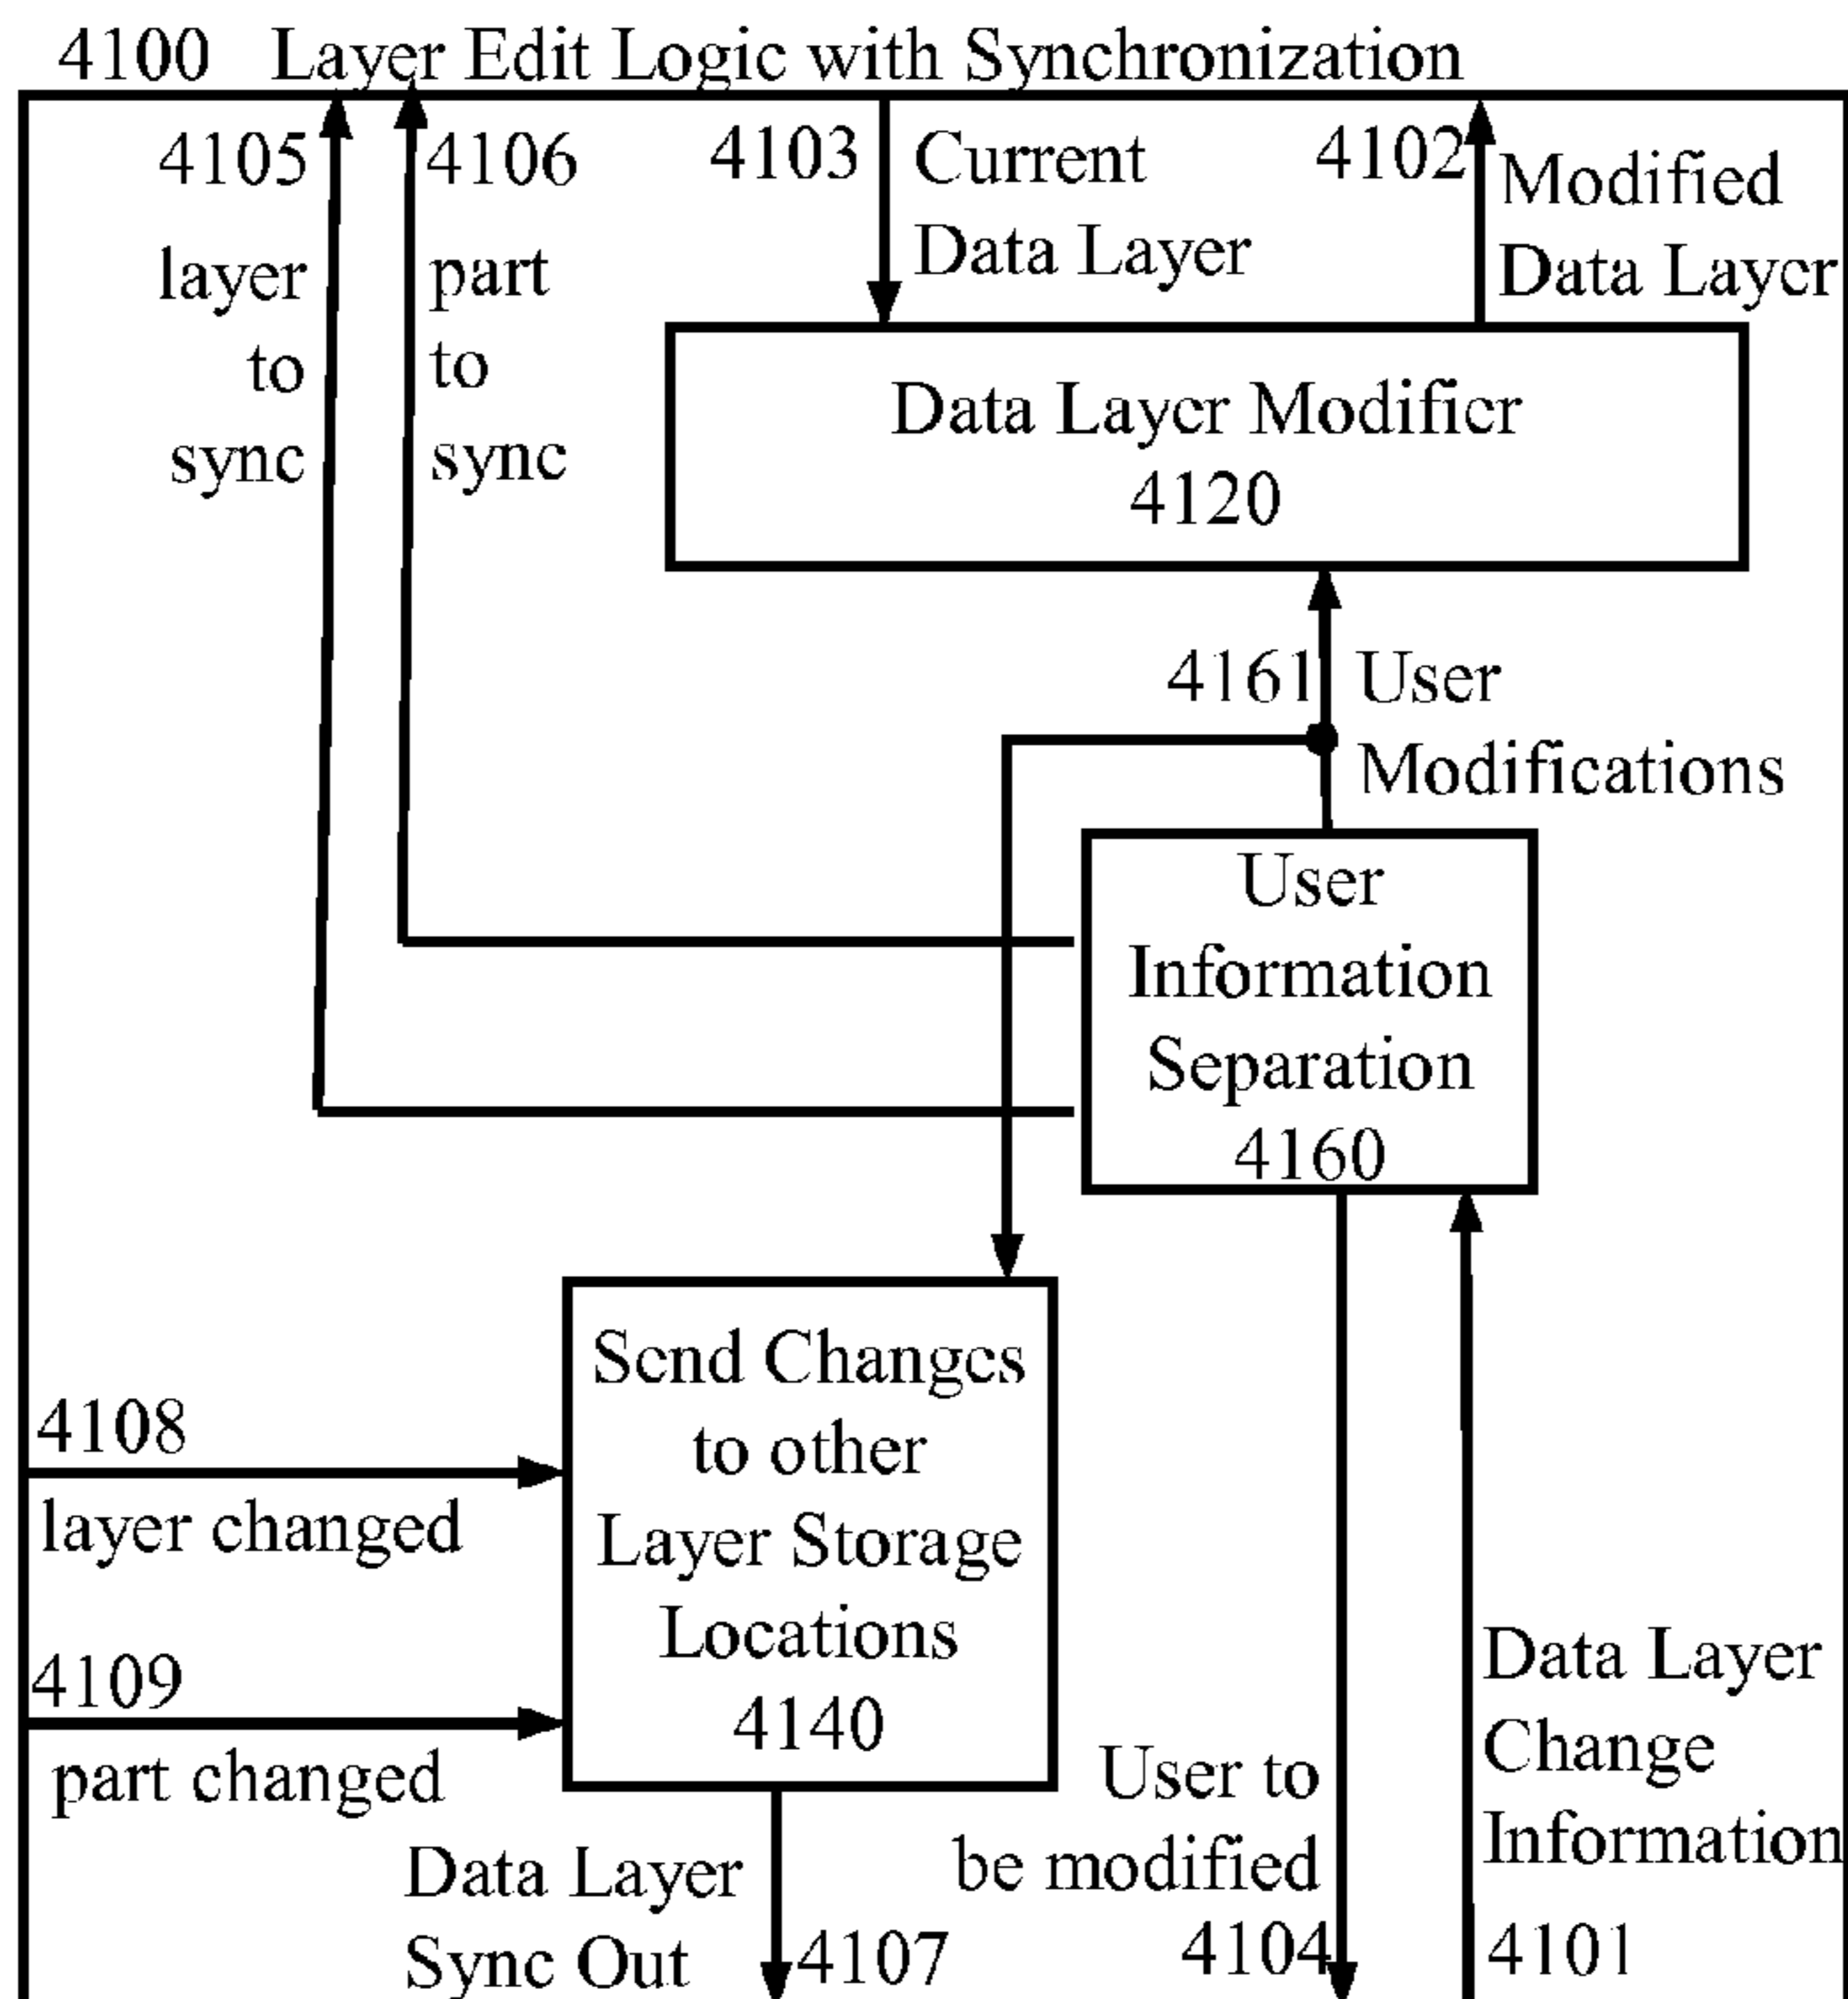 4100 Layer Edit Logic with Synchronization
4105
layer
to
sync
4106
part
to
sync
4103
Current
Data Layer
4102
Modified
Data Layer
Data Layer Modifier
4120
4161
User
Modifications
User
Information
Separation
4160
Send Changes
to other
Layer Storage
Locations
4140
4108
layer changed
4109
part changed
Data Layer
Sync Out
4107
User to
be modified
4104
Data Layer
Change
Information
4101